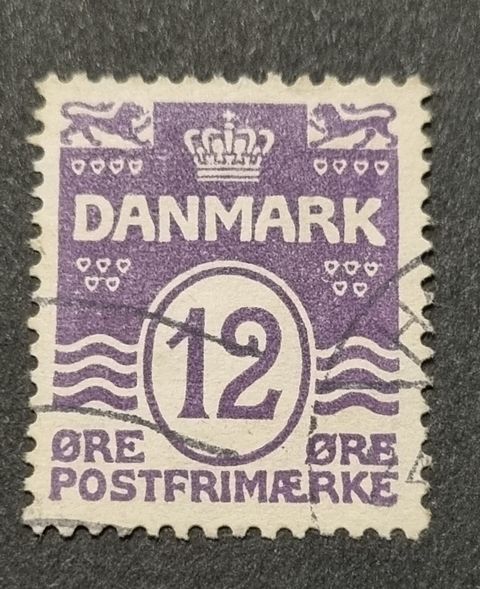 DANMARK
12
ØRE ØRE
POSTFRIMÆRKE